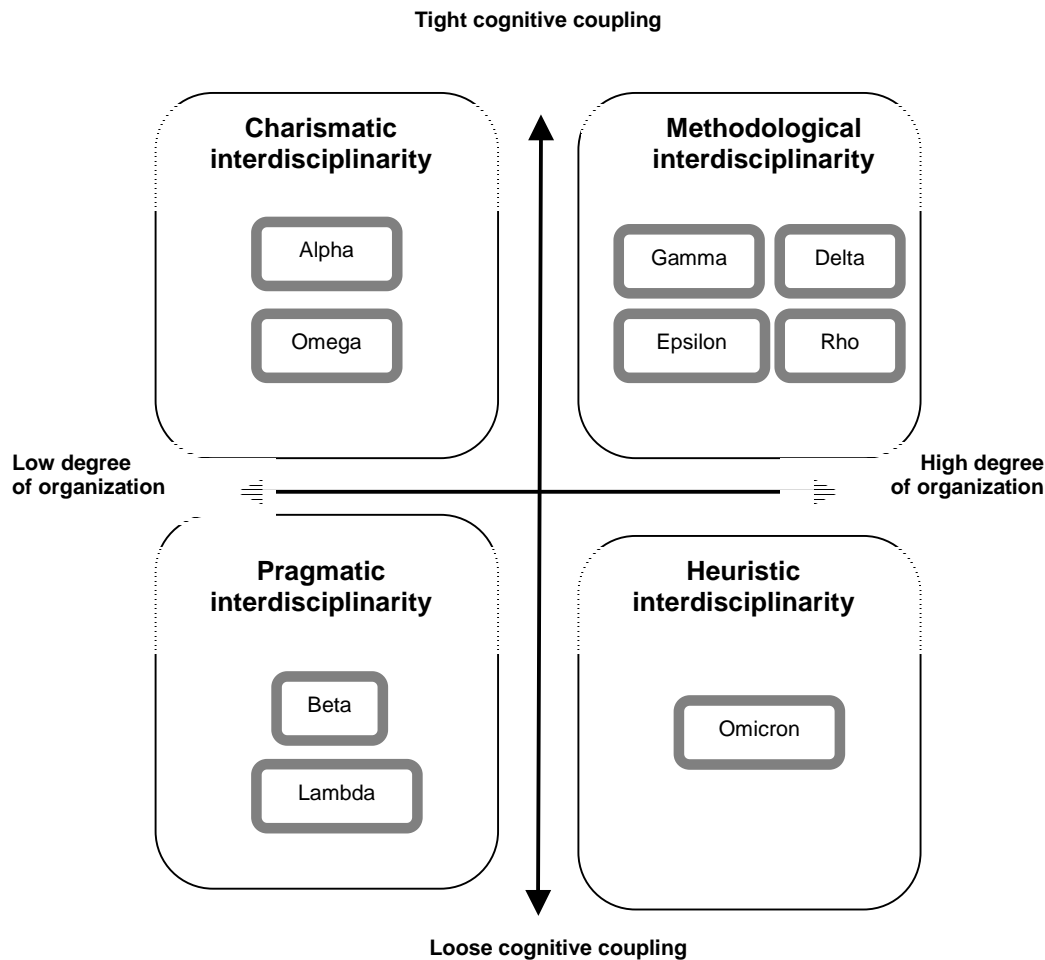 Tight cognitive coupling
Charismatic
interdisciplinarity
Methodological
interdisciplinarity
Alpha
Gamma
Delta
Omega
Epsilon
Rho
Low degree
of organization
High degree
of organization
Pragmatic
interdisciplinarity
Heuristic
interdisciplinarity
Beta
Omicron
Lambda
Loose cognitive coupling